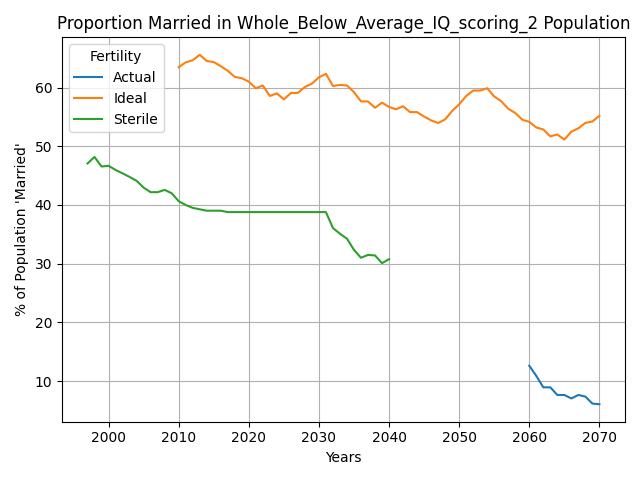 Proportion Married in Whole_Below_Average_IQ_scoring_2 Population
Fertility
Actual
Ideal
Sterile
% of Population 'Married'
60
50
40
30
20
10
2000
2010
2020
2030
2040
2050
2060
2070
Years